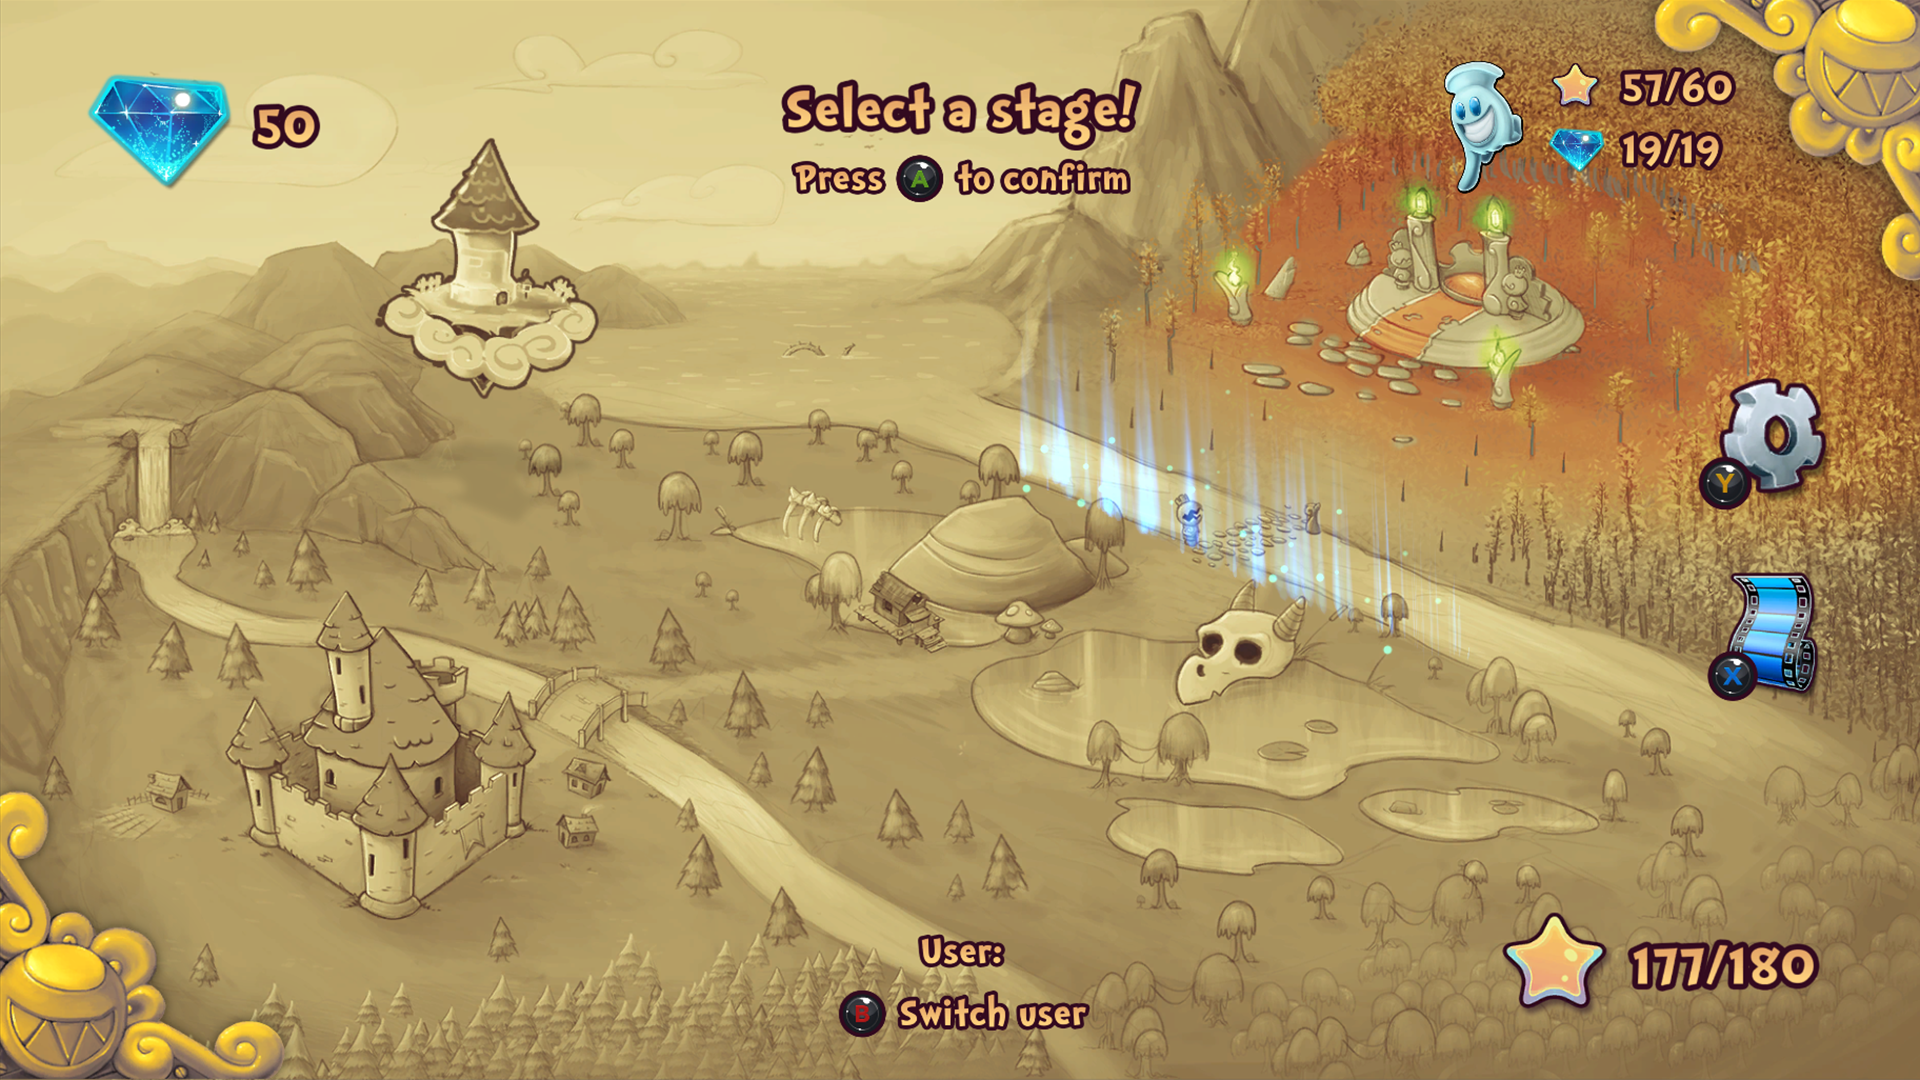 50
Select a stage!
Press A to confirm
57/60
19/19
Y
X
User:
B Switch user
177/180